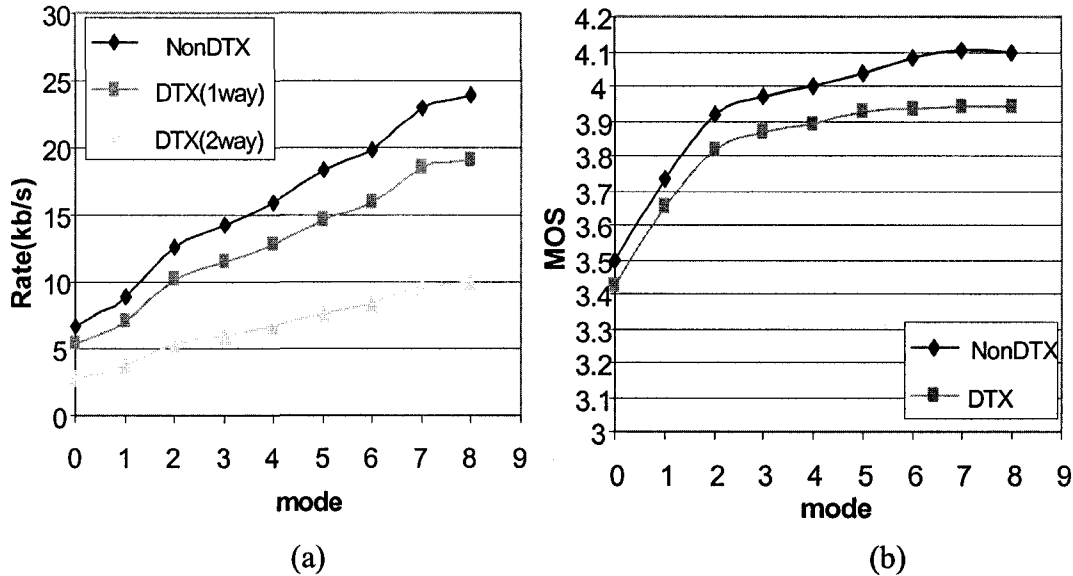 30
25
20
15
10
5
0
Rate(kb/s)
NonDTX
DTX(1way)
DTX(2way)
0 1 2 3 4 5 6 7 8 9
mode
(a)
4.2
4.1
4
3.9
3.8
3.7
3.6
3.5
3.4
3.3
3.2
3.1
3
MOS
NonDTX
DTX
0 1 2 3 4 5 6 7 8 9
mode
(b)